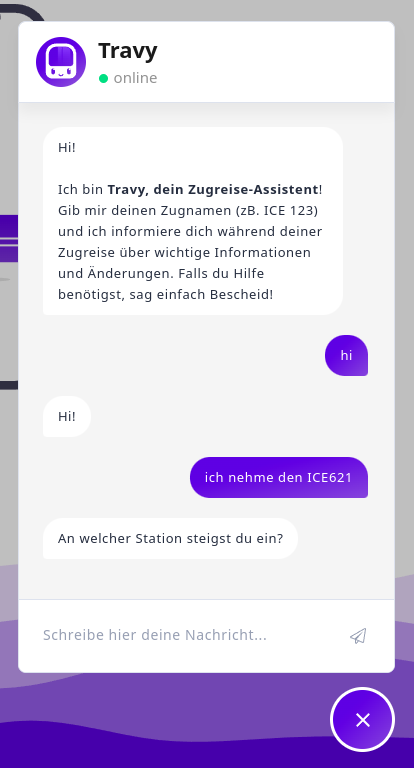 Travy
online
Hi!
Ich bin Travy, dein Zugreise-Assistent!
Gib mir deinen Zugnamen (zB. ICE 123)
und ich informiere dich während deiner
Zugreise über wichtige Informationen
und Änderungen. Falls du Hilfe
benötigst, sag einfach Bescheid!
hi
Hi!
ich nehme den ICE621
An welcher Station steigst du ein?
Schreibe hier deine Nachricht...